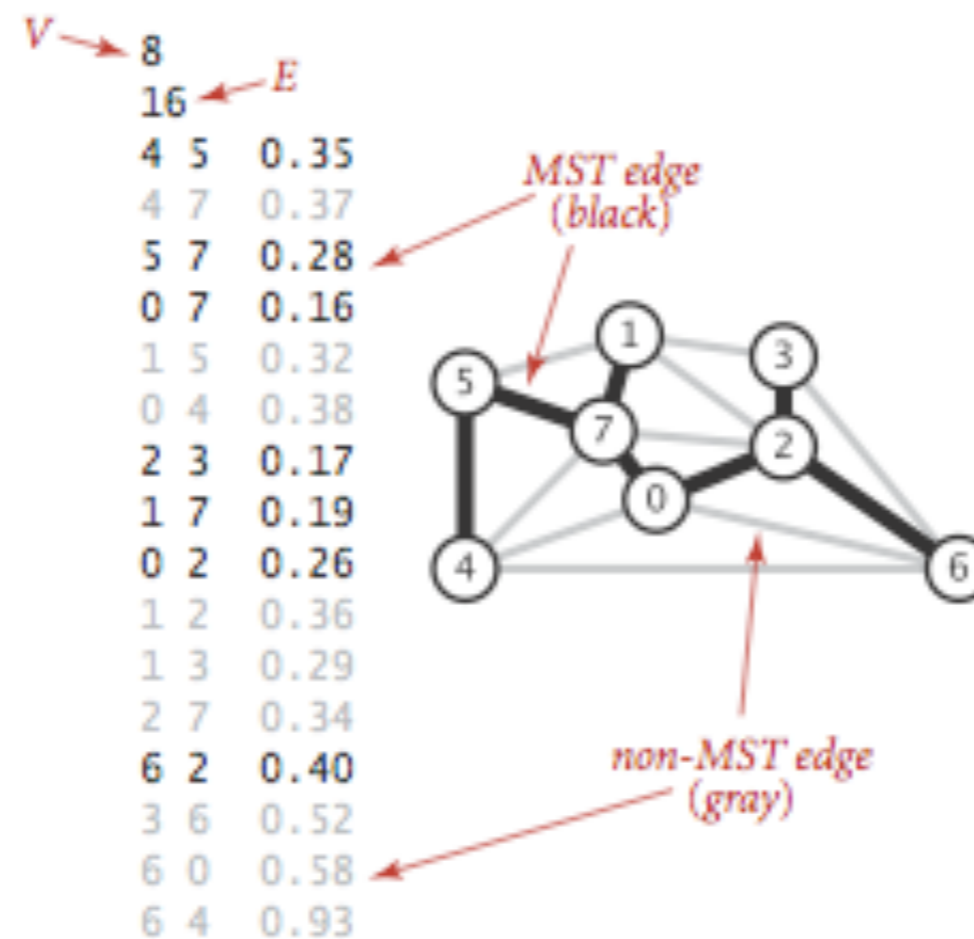 V
8
E
16
4 5 0.35
4 7 0.37
5 7 0.28
0 7 0.16
1 5 0.32
0 4 0.38
2 3 0.17
1 7 0.19
0 2 0.26
1 2 0.36
1 3 0.29
2 7 0.34
6 2 0.40
3 6 0.52
6 0 0.58
6 4 0.93
MST edge
(black)
1
3
5
7
2
0
4
6
non-MST edge
(gray)